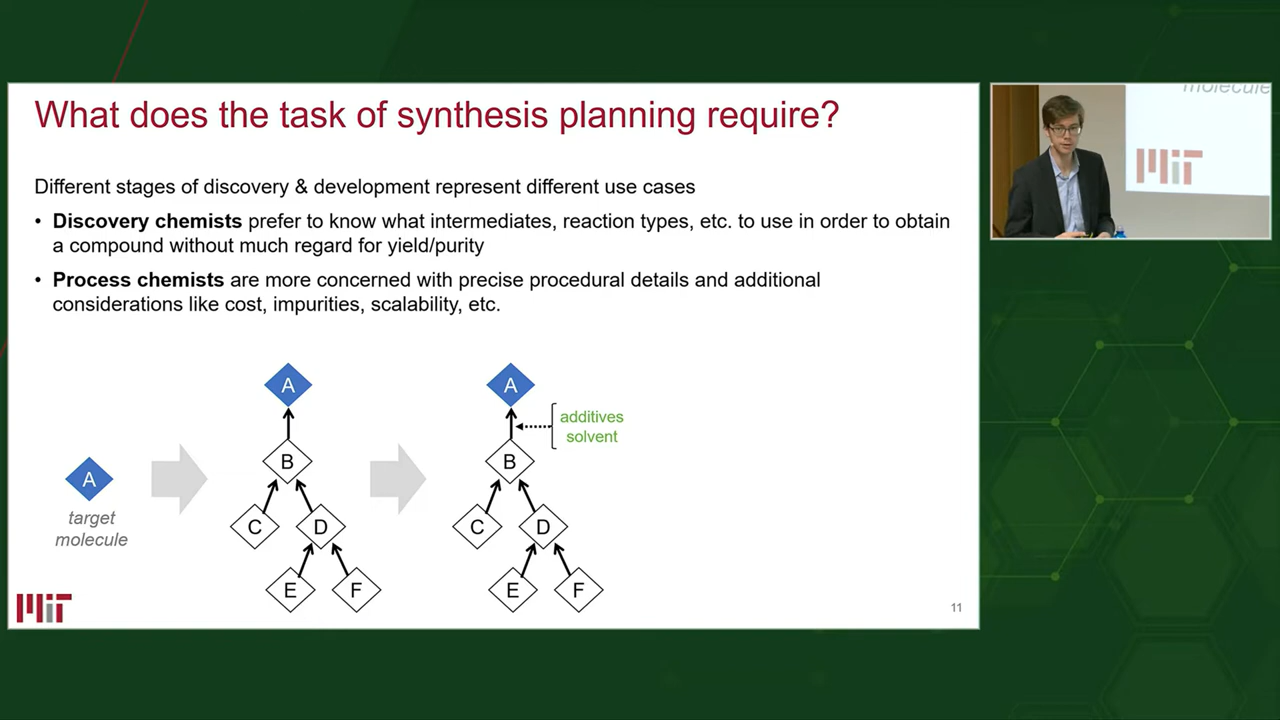 What does the task of synthesis planning require?
Different stages of discovery & development represent different use cases
• Discovery chemists prefer to know what intermediates, reaction types, etc. to use in order to obtain
a compound without much regard for yield/purity
• Process chemists are more concerned with precise procedural details and additional
considerations like cost, impurities, scalability, etc.
A
target
molecule
A
B
C D
E F
A
additives
solvent
B
C D
E F
MIT
11
molecule
MIT